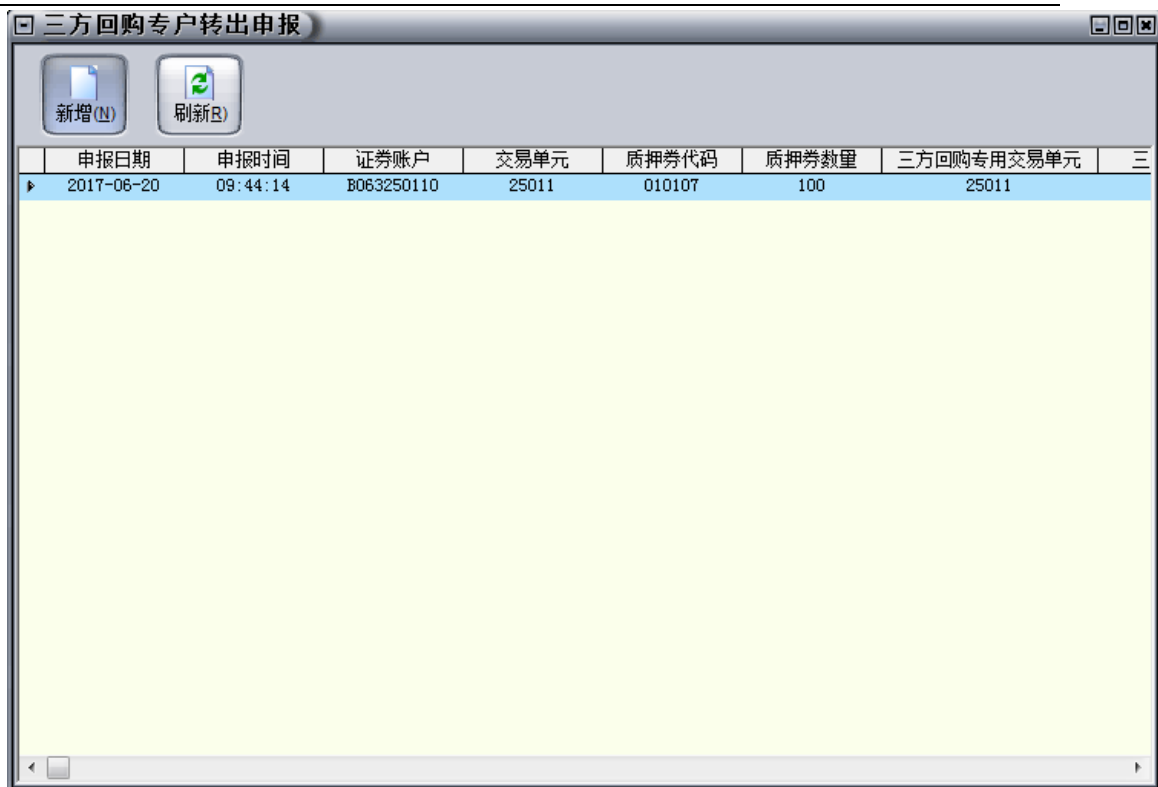 三方回购专户转出申报
新增(N) 刷新R)
申报日期 申报时间 证券账户 交易单元 质押券代码 质押券数量 三方回购专用交易单元 三
2017-06-20 09:44:14 B063250110 25011 010107 100 25011